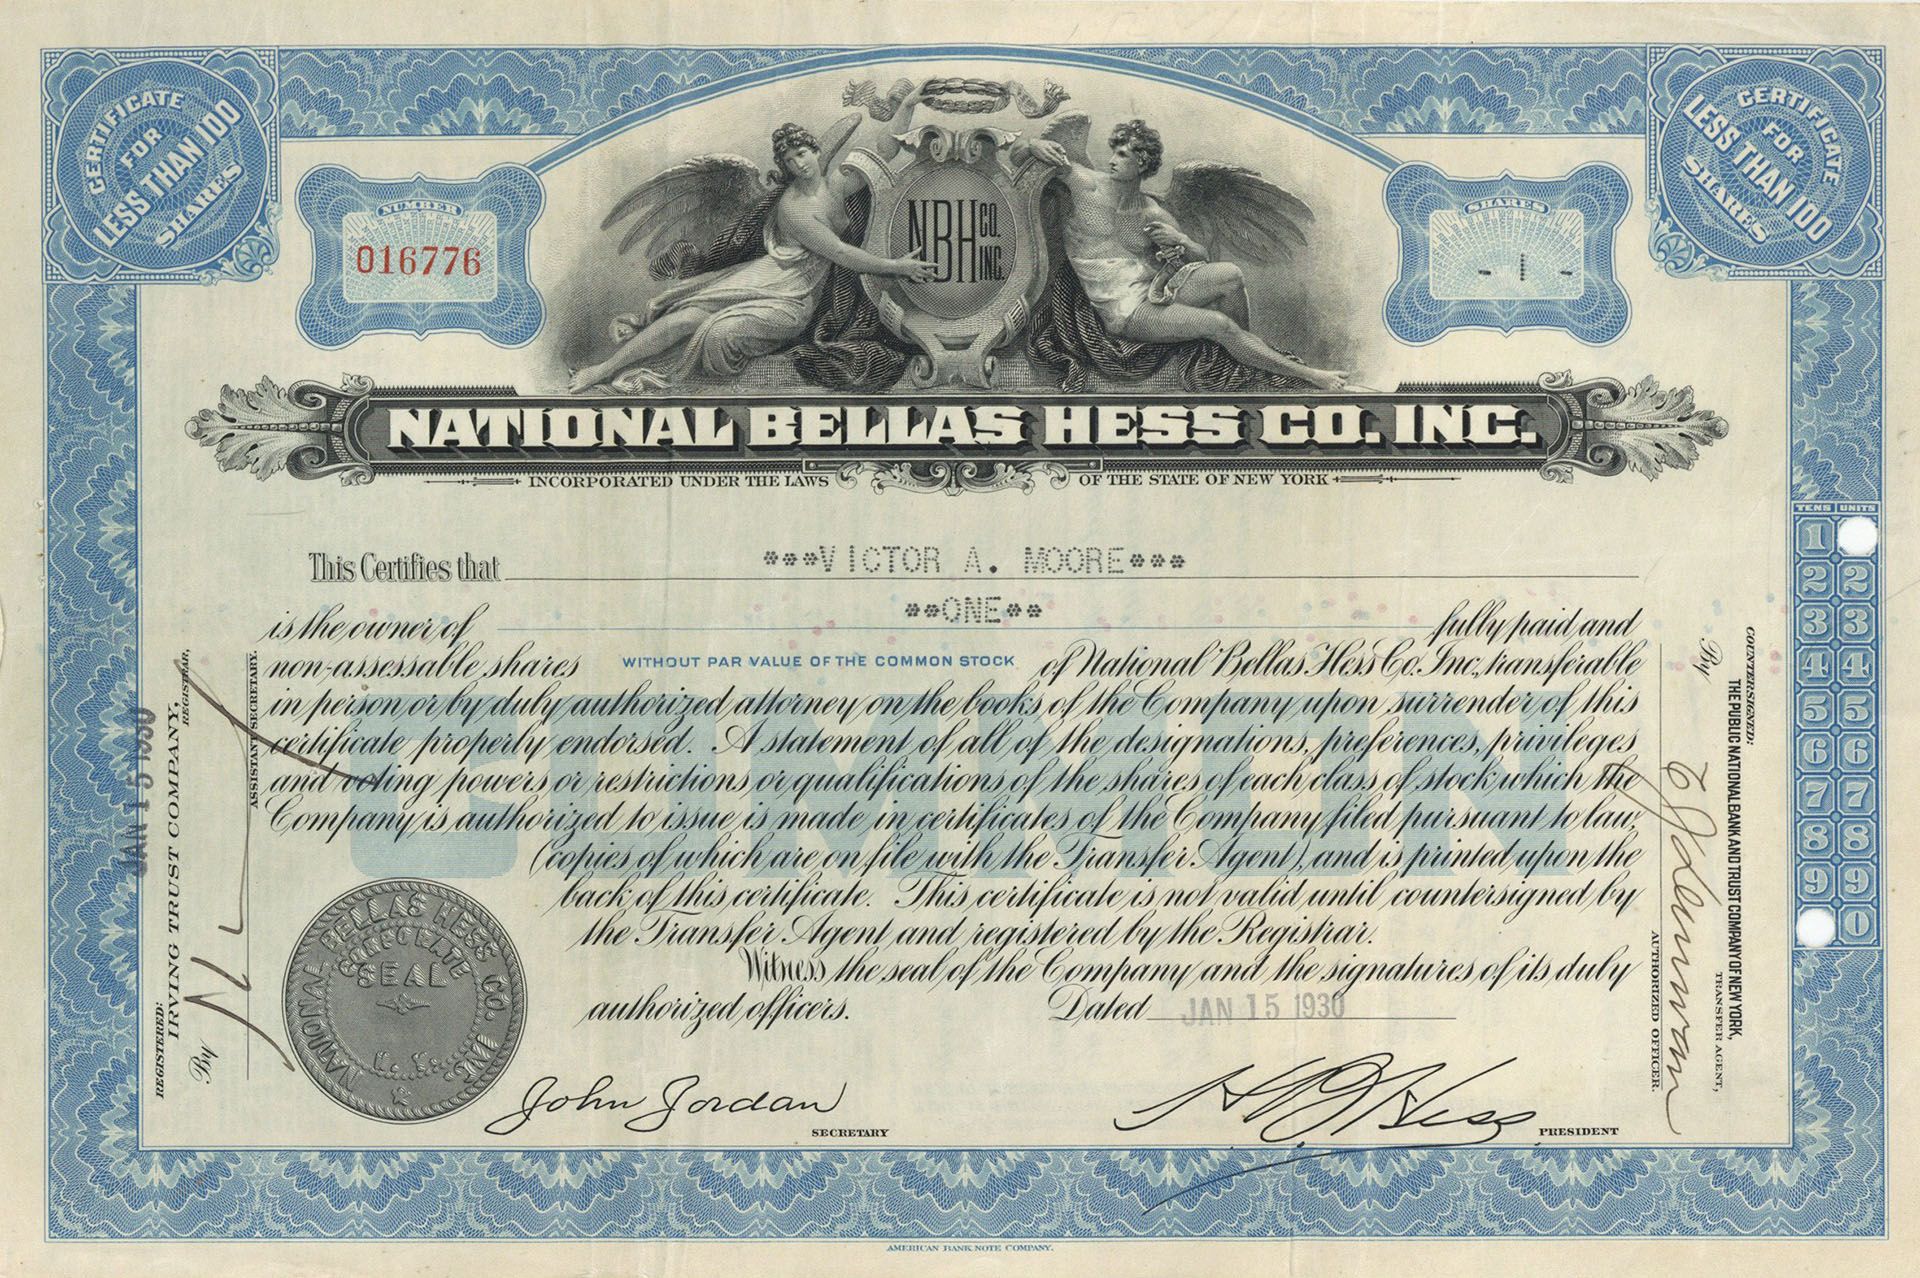 CERTIFICATE
FOR
LESS THAN 100
SHARES
CERTIFICATE
FOR
LESS THAN 100
SHARES
NUMBER
016776
NBH CO. INC.
SHARES
- 1 -
NATIONAL BELLAS HESS CO. INC.
INCORPORATED UNDER THE LAWS OF THE STATE OF NEW YORK
This Certifies that ***VICTOR A. MOORE***
is the owner of **ONE** fully paid and
non-assessable shares WITHOUT PAR VALUE OF THE COMMON STOCK of National Bellas Hess Co. Inc., transferable
in person or by duly authorized attorney on the books of the Company upon surrender of this
certificate properly endorsed. A statement of all of the designations, preferences, privileges
and voting powers or restrictions or qualifications of the shares of each class of stock which the
Company is authorized to issue is made in certificates of the Company filed pursuant to law,
(copies of which are on file with the Transfer Agent), and is printed upon the
back of this certificate. This certificate is not valid until countersigned by
the Transfer Agent and registered by the Registrar.
Witness the seal of the Company and the signatures of its duly
authorized officers. Dated JAN 15 1930
COMMON
NATIONAL BELLAS HESS CO. INC.
CORPORATE
SEAL
N. Y.
John Jordan
SECRETARY
PRESIDENT
REGISTERED:
IRVING TRUST COMPANY,
REGISTRAR,
By
ASSISTANT SECRETARY.
JAN 15 1930
COUNTERSIGNED:
THE PUBLIC NATIONAL BANK AND TRUST COMPANY OF NEW YORK,
TRANSFER AGENT,
By
AUTHORIZED OFFICER.
TENS UNITS
1
2 2
3 3
4 4
5 5
6 6
7 7
8 8
9 9
0
AMERICAN BANK NOTE COMPANY.